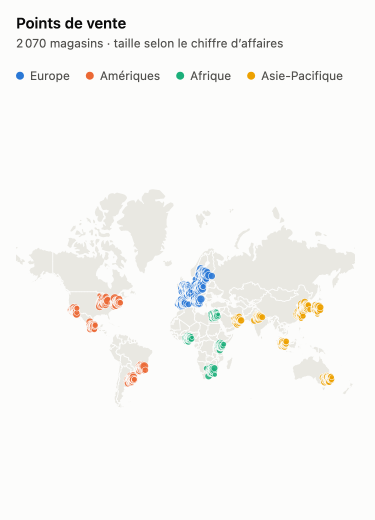 Points de vente
2 070 magasins · taille selon le chiffre d’affaires
Europe
Amériques
Afrique
Asie-Pacifique